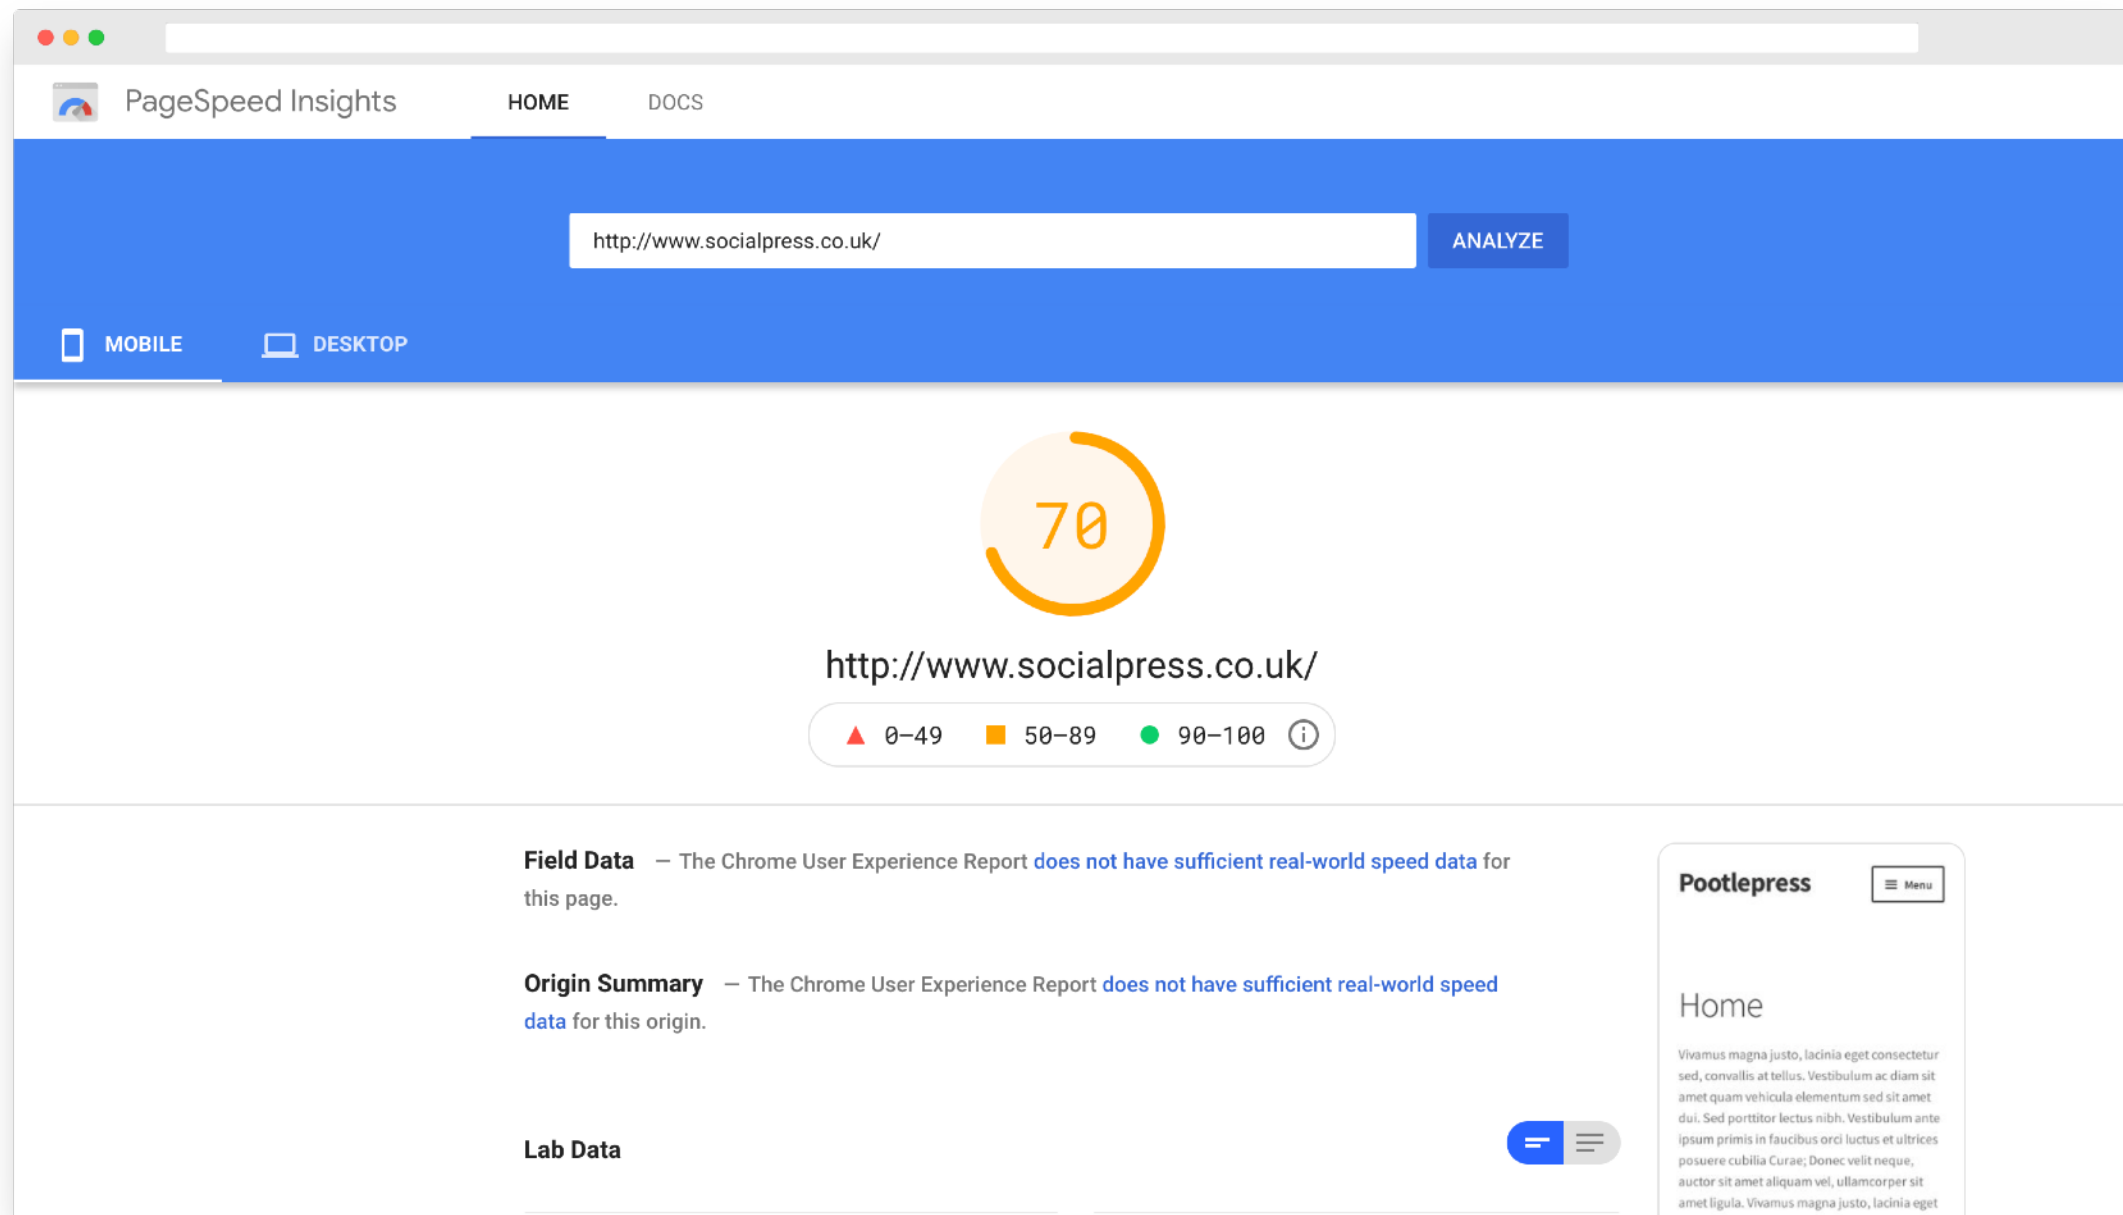 PageSpeed Insights
HOME
DOCS
http://www.socialpress.co.uk/
ANALYZE
MOBILE
DESKTOP
70
http://www.socialpress.co.uk/
0–49
50–89
90–100
Field Data — The Chrome User Experience Report does not have sufficient real-world speed data for
this page.
Origin Summary — The Chrome User Experience Report does not have sufficient real-world speed
data for this origin.
Lab Data
Pootlepress
Menu
Home
Vivamus magna justo, lacinia eget consectetur
sed, convallis at tellus. Vestibulum ac diam sit
amet quam vehicula elementum sed sit amet
dui. Sed porttitor lectus nibh. Vestibulum ante
ipsum primis in faucibus orci luctus et ultrices
posuere cubilia Curae; Donec velit neque,
auctor sit amet aliquam vel, ullamcorper sit
amet ligula. Vivamus magna justo, lacinia eget